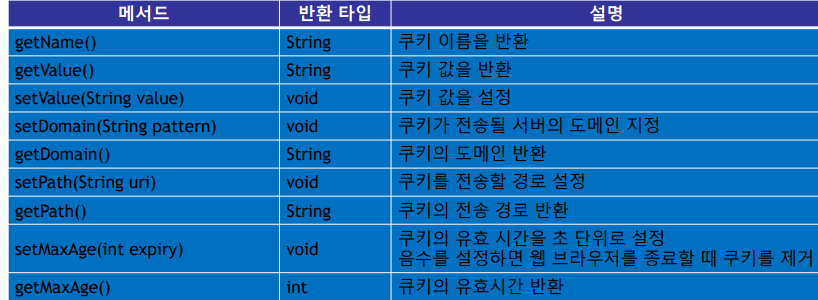 메서드 반환 타입 설명
getName() String 쿠키 이름을 반환
getValue() String 쿠키 값을 반환
setValue(String value) void 쿠키 값을 설정
setDomain(String pattern) void 쿠키가 전송될 서버의 도메인 지정
getDomain() String 쿠키의 도메인 반환
setPath(String uri) void 쿠키를 전송할 경로 설정
getPath() String 쿠키의 전송 경로 반환
setMaxAge(int expiry) void 쿠키의 유효 시간을 초 단위로 설정
음수를 설정하면 웹 브라우저를 종료할 때 쿠키를 제거
getMaxAge() int 큐키의 유효시간 반환